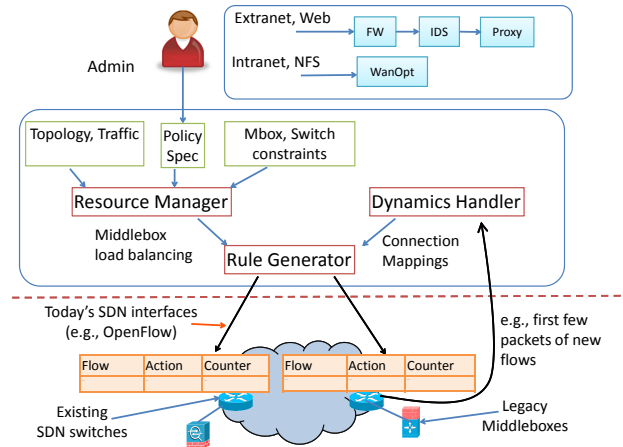 Extranet, Web
FW
IDS
Proxy
Intranet, NFS
WanOpt
Admin
Topology, Traffic
Policy
Spec
Mbox, Switch
constraints
Resource Manager
Dynamics Handler
Middlebox
load balancing
Rule Generator
Connection
Mappings
Today's SDN interfaces
(e.g., OpenFlow)
e.g., first few
packets of new
flows
Flow Action Counter
Flow Action Counter
Existing
SDN switches
Legacy
Middleboxes